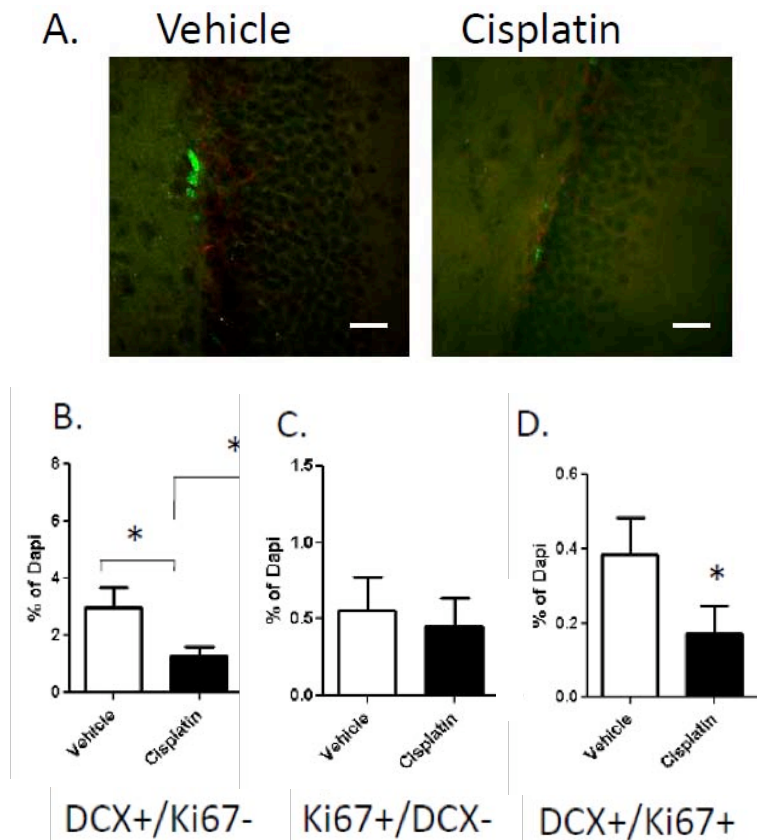 A. Vehicle Cisplatin
B.
*
*
8
6
4
2
0
% of Dapi
Vehicle
Cisplatin
DCX+/Ki67-
C.
1.5
1.0
0.5
0.0
% of Dapi
Vehicle
Cisplatin
Ki67+/DCX-
D.
0.6
0.4
0.2
0.0
% of Dapi
*
Vehicle
Cisplatin
DCX+/Ki67+